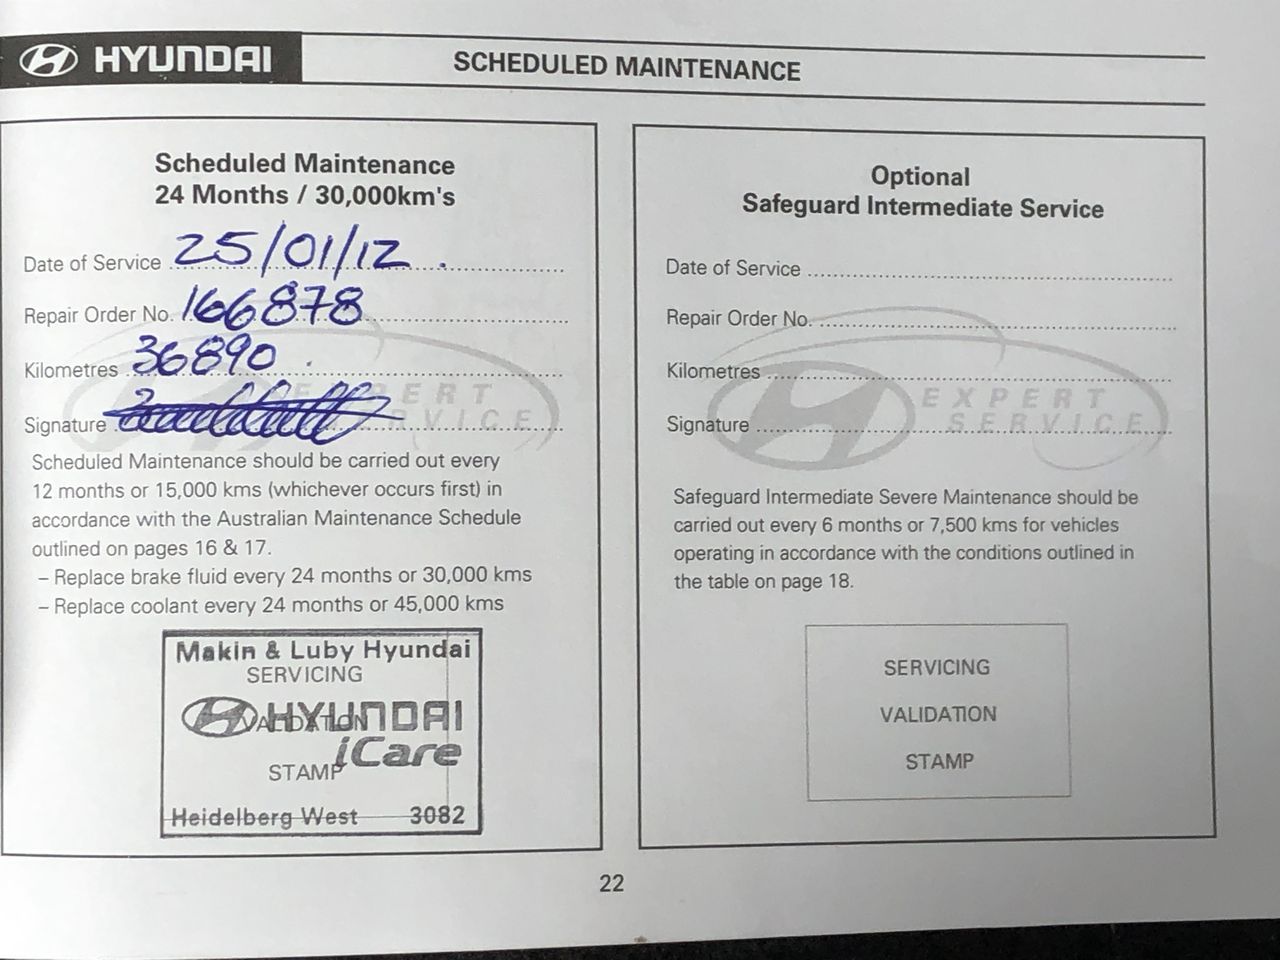 HYUNDAI
SCHEDULED MAINTENANCE
Scheduled Maintenance
24 Months / 30,000km's
Date of Service 25/01/12
Repair Order No. 166878
Kilometres 36890
Signature
EXPERT
SERVICE
Scheduled Maintenance should be carried out every
12 months or 15,000 kms (whichever occurs first) in
accordance with the Australian Maintenance Schedule
outlined on pages 16 & 17.
– Replace brake fluid every 24 months or 30,000 kms
– Replace coolant every 24 months or 45,000 kms
Makin & Luby Hyundai
SERVICING
HYUNDAI
VALIDATION
iCare
STAMP
Heidelberg West 3082
Optional
Safeguard Intermediate Service
Date of Service
Repair Order No.
Kilometres
EXPERT
Signature
SERVICE
Safeguard Intermediate Severe Maintenance should be
carried out every 6 months or 7,500 kms for vehicles
operating in accordance with the conditions outlined in
the table on page 18.
SERVICING
VALIDATION
STAMP
22